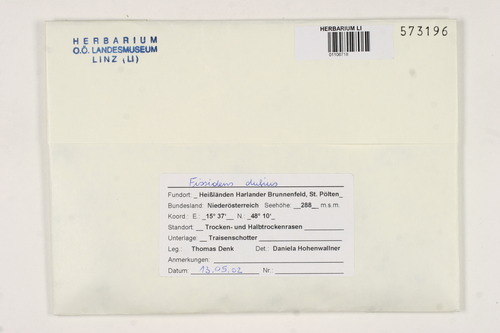 HERBARIUM
O.Ö. LANDESMUSEUM
LINZ (LI)
HERBARIUM LI
573196
Fissidens dubius
Fundort: Heißländen Harlander Brunnenfeld, St. Pölten
Bundesland: Niederösterreich Seehöhe: 288 m.s.m.
Koord.: E.: 15° 37' N.: 48° 10'
Standort: Trocken- und Halbtrockenrasen
Unterlage: Traisenschotter
Leg.: Thomas Denk Det.: Daniela Hohenwallner
Anmerkungen:
Datum: 13.05.02 Nr.: